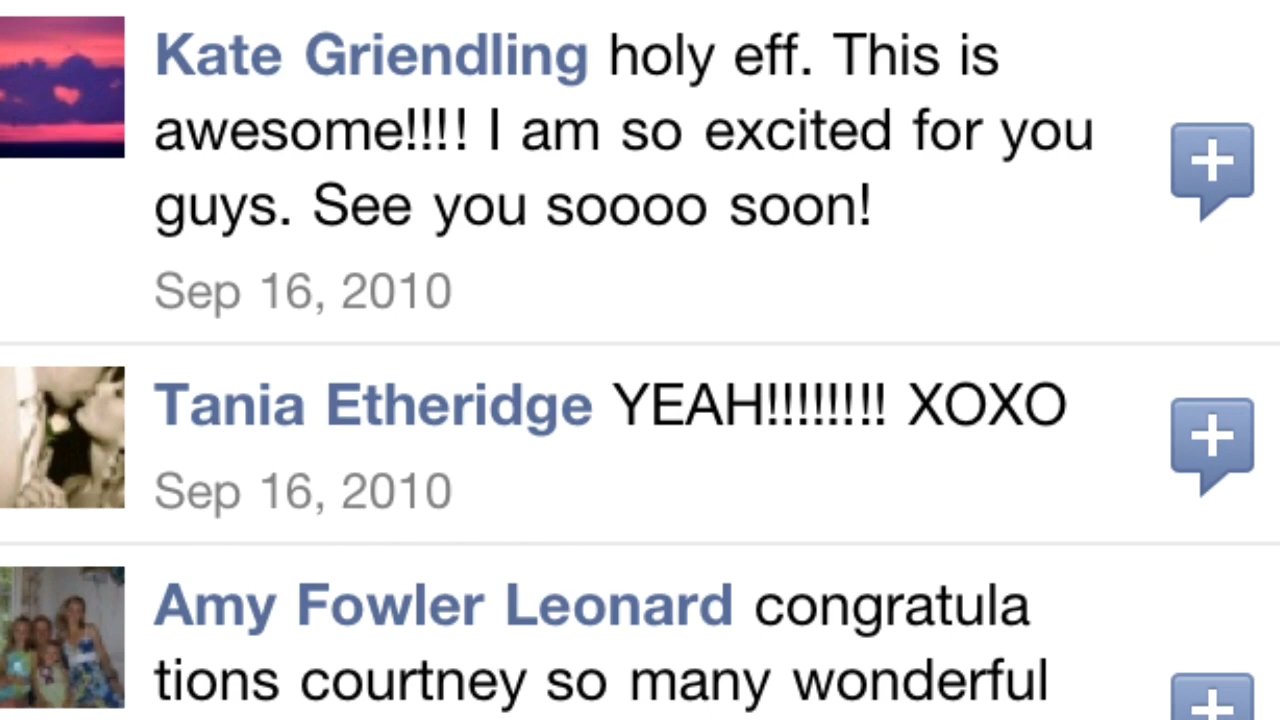 Kate Griendling holy eff. This is
awesome!!!! I am so excited for you
guys. See you soooo soon!
Sep 16, 2010
Tania Etheridge YEAH!!!!!!!! XOXO
Sep 16, 2010
Amy Fowler Leonard congratula
tions courtney so many wonderful